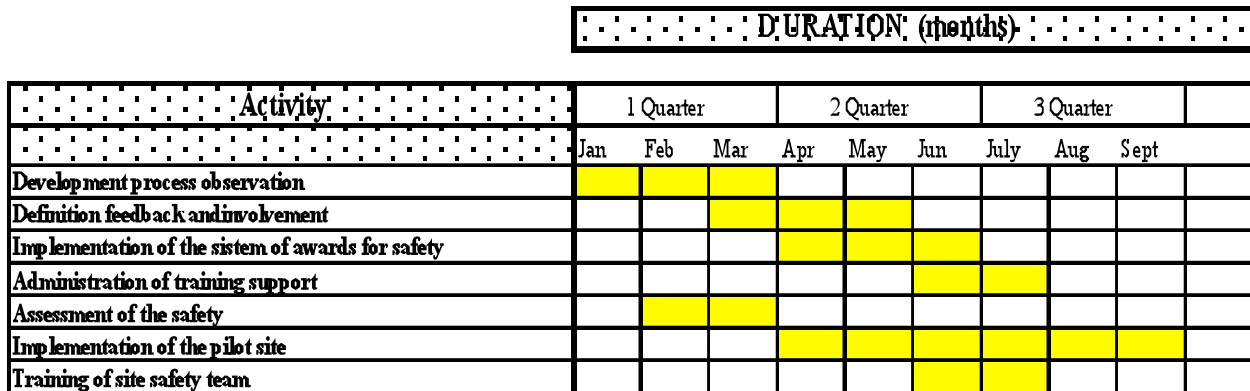 DURATION (months)
Activity 1 Quarter 2 Quarter 3 Quarter
Jan Feb Mar Apr May Jun July Aug Sept
Development process observation
Definition feedback andinvolvement
Implementation of the sistem of awards for safety
Administration of training support
Assessment of the safety
Implementation of the pilot site
Training of site safety team